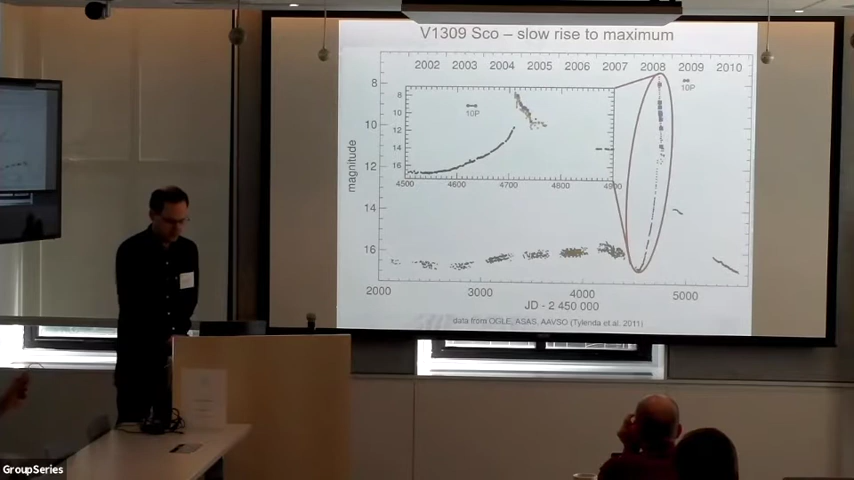 V1309 Sco – slow rise to maximum
2002 2003 2004 2005 2006 2007 2008 2009 2010
8
10
12
14
16
magnitude
10P
8
10
12
14
16
10P
4500 4600 4700 4800 4900
2000 3000 4000 5000
JD - 2 450 000
data from OGLE, ASAS, AAVSO (Tylenda et al. 2011)
GroupSeries